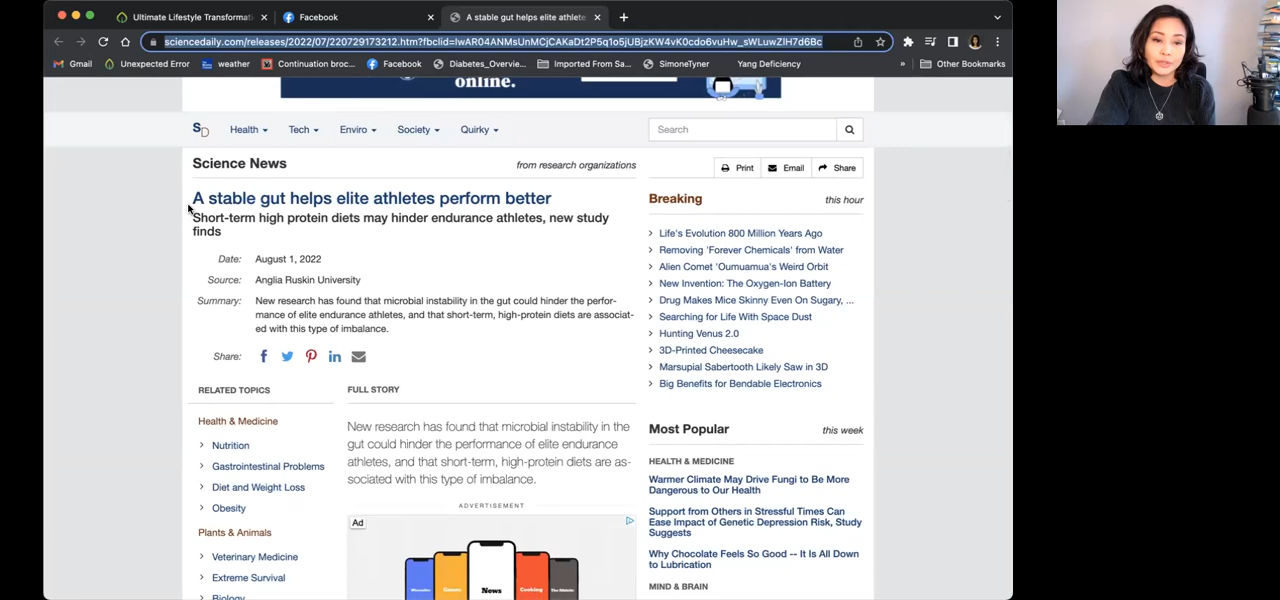 Ultimate Lifestyle Transformat
Facebook
A stable gut helps elite athlete
sciencedaily.com/releases/2022/07/220729173212.htm?fbclid=IwAR04ANMsUnMCjCAKaDt2P5q1o5jUBjzKW4vK0cdo6vuHw_sWLuwZlH7d6Bc
Gmail
Unexpected Error
weather
Continuation broc...
Facebook
Diabetes_Overvie...
Imported From Sa...
SimoneTyner
Yang Deficiency
»
Other Bookmarks
online.
SD
Health
Tech
Enviro
Society
Quirky
Search
Science News
from research organizations
A stable gut helps elite athletes perform better
Short-term high protein diets may hinder endurance athletes, new study
finds
Date: August 1, 2022
Source: Anglia Ruskin University
Summary: New research has found that microbial instability in the gut could hinder the perfor-
mance of elite endurance athletes, and that short-term, high-protein diets are associat-
ed with this type of imbalance.
Share:
RELATED TOPICS
Health & Medicine
Nutrition
Gastrointestinal Problems
Diet and Weight Loss
Obesity
Plants & Animals
Veterinary Medicine
Extreme Survival
Biology
FULL STORY
New research has found that microbial instability in the
gut could hinder the performance of elite endurance
athletes, and that short-term, high-protein diets are as-
sociated with this type of imbalance.
ADVERTISEMENT
Ad
News
Cooking
Print
Email
Share
Breaking
this hour
Life's Evolution 800 Million Years Ago
Removing 'Forever Chemicals' from Water
Alien Comet 'Oumuamua's Weird Orbit
New Invention: The Oxygen-Ion Battery
Drug Makes Mice Skinny Even On Sugary, ...
Searching for Life With Space Dust
Hunting Venus 2.0
3D-Printed Cheesecake
Marsupial Sabertooth Likely Saw in 3D
Big Benefits for Bendable Electronics
Most Popular
this week
HEALTH & MEDICINE
Warmer Climate May Drive Fungi to Be More
Dangerous to Our Health
Support from Others in Stressful Times Can
Ease Impact of Genetic Depression Risk, Study
Suggests
Why Chocolate Feels So Good -- It Is All Down
to Lubrication
MIND & BRAIN